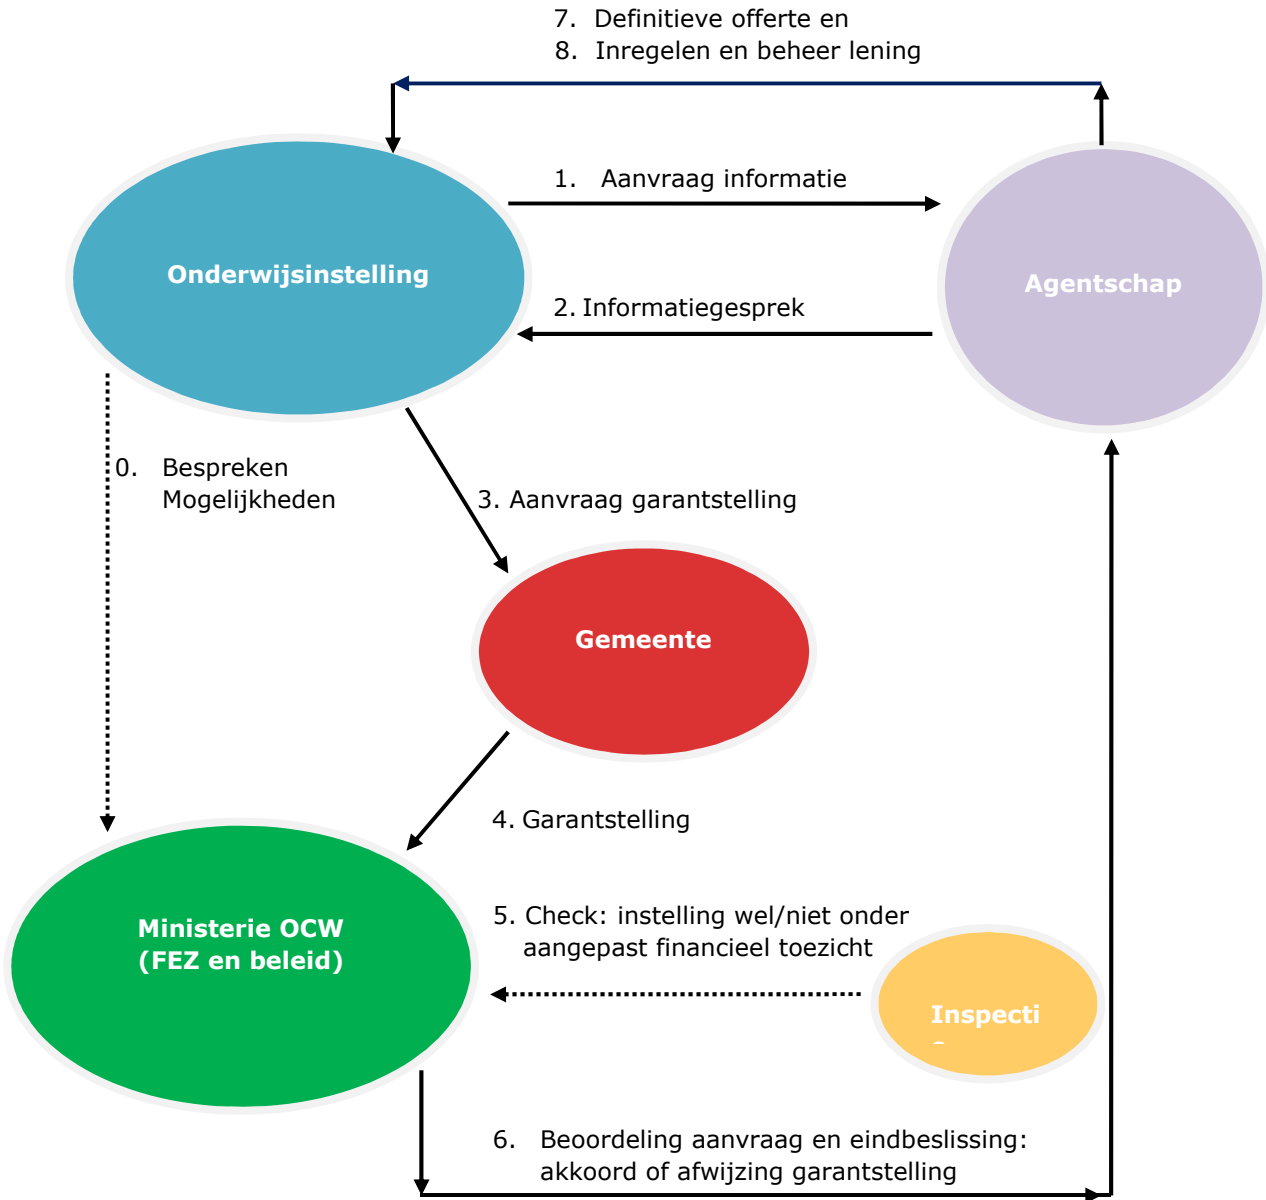 7. Definitieve offerte en
8. Inregelen en beheer lening
1. Aanvraag informatie
Onderwijsinstelling
Agentschap
2. Informatiegesprek
0. Bespreken
Mogelijkheden
3. Aanvraag garantstelling
Gemeente
4. Garantstelling
Ministerie OCW
(FEZ en beleid)
5. Check: instelling wel/niet onder
aangepast financieel toezicht
Inspecti
6. Beoordeling aanvraag en eindbeslissing:
akkoord of afwijzing garantstelling